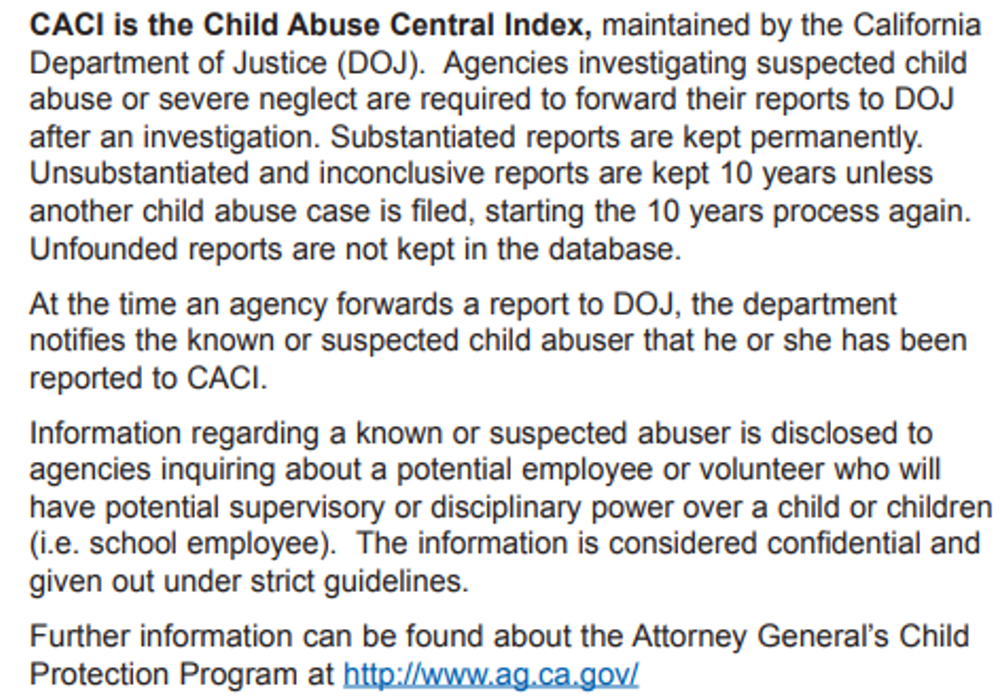 CACI is the Child Abuse Central Index, maintained by the California
Department of Justice (DOJ).  Agencies investigating suspected child
abuse or severe neglect are required to forward their reports to DOJ
after an investigation. Substantiated reports are kept permanently.
Unsubstantiated and inconclusive reports are kept 10 years unless
another child abuse case is filed, starting the 10 years process again.
Unfounded reports are not kept in the database.
At the time an agency forwards a report to DOJ, the department
notifies the known or suspected child abuser that he or she has been
reported to CACI.
Information regarding a known or suspected abuser is disclosed to
agencies inquiring about a potential employee or volunteer who will
have potential supervisory or disciplinary power over a child or children
(i.e. school employee).  The information is considered confidential and
given out under strict guidelines.
Further information can be found about the Attorney General’s Child
Protection Program at http://www.ag.ca.gov/